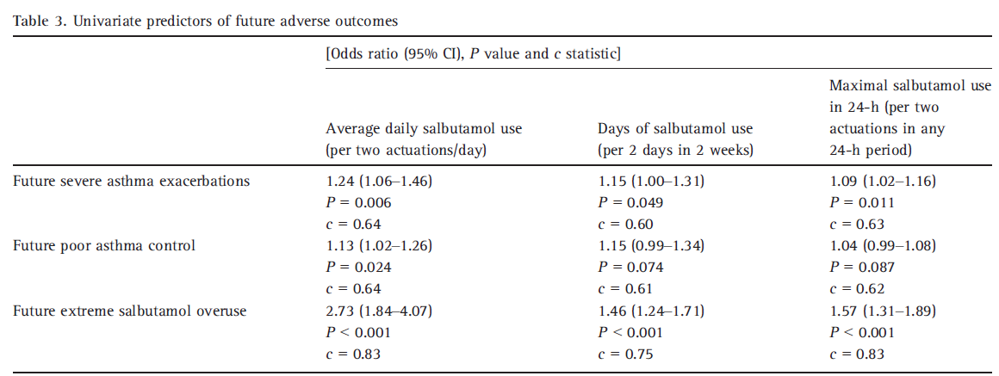 Table 3. Univariate predictors of future adverse outcomes
[Odds ratio (95% CI), P value and c statistic]
Average daily salbutamol use
(per two actuations/day)
Days of salbutamol use
(per 2 days in 2 weeks)
Maximal salbutamol use
in 24-h (per two
actuations in any
24-h period)
Future severe asthma exacerbations 1.24 (1.06–1.46) 1.15 (1.00–1.31) 1.09 (1.02–1.16)
P = 0.006 P = 0.049 P = 0.011
c = 0.64 c = 0.60 c = 0.63
Future poor asthma control 1.13 (1.02–1.26) 1.15 (0.99–1.34) 1.04 (0.99–1.08)
P = 0.024 P = 0.074 P = 0.087
c = 0.64 c = 0.61 c = 0.62
Future extreme salbutamol overuse 2.73 (1.84–4.07) 1.46 (1.24–1.71) 1.57 (1.31–1.89)
P < 0.001 P < 0.001 P < 0.001
c = 0.83 c = 0.75 c = 0.83